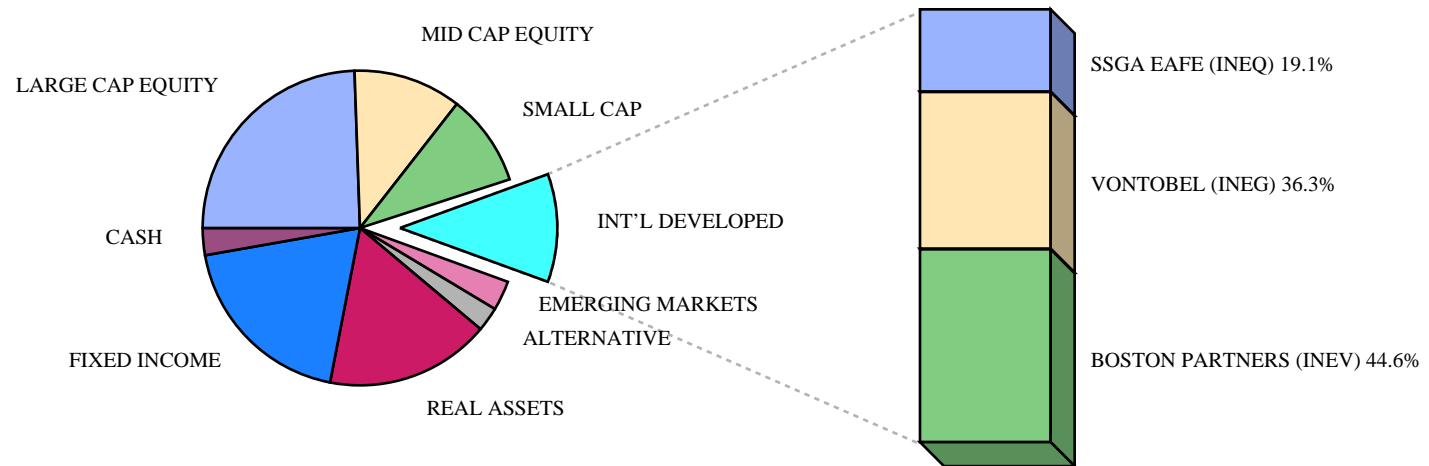 MID CAP EQUITY
LARGE CAP EQUITY
SMALL CAP
INT'L DEVELOPED
CASH
EMERGING MARKETS
ALTERNATIVE
FIXED INCOME
REAL ASSETS
SSGA EAFE (INEQ) 19.1%
VONTOBEL (INEG) 36.3%
BOSTON PARTNERS (INEV) 44.6%